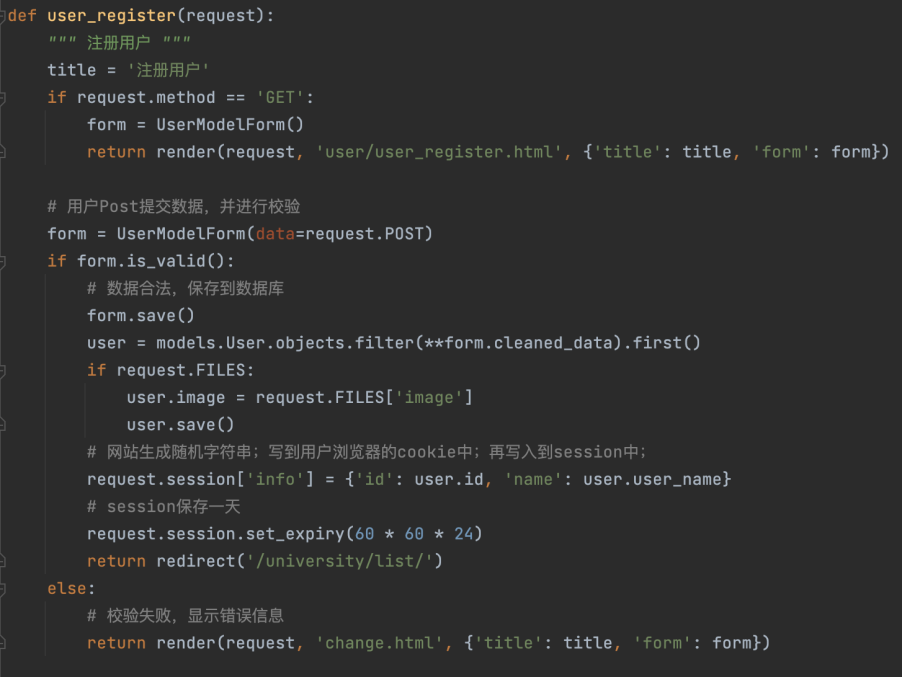 def user_register(request):
    """ 注册用户 """
    title = '注册用户'
    if request.method == 'GET':
        form = UserModelForm()
        return render(request, 'user/user_register.html', {'title': title, 'form': form})

    # 用户Post提交数据，并进行校验
    form = UserModelForm(data=request.POST)
    if form.is_valid():
        # 数据合法，保存到数据库
        form.save()
        user = models.User.objects.filter(**form.cleaned_data).first()
        if request.FILES:
            user.image = request.FILES['image']
            user.save()
        # 网站生成随机字符串；写到用户浏览器的cookie中；再写入到session中；
        request.session['info'] = {'id': user.id, 'name': user.user_name}
        # session保存一天
        request.session.set_expiry(60 * 60 * 24)
        return redirect('/university/list/')
    else:
        # 校验失败，显示错误信息
        return render(request, 'change.html', {'title': title, 'form': form})